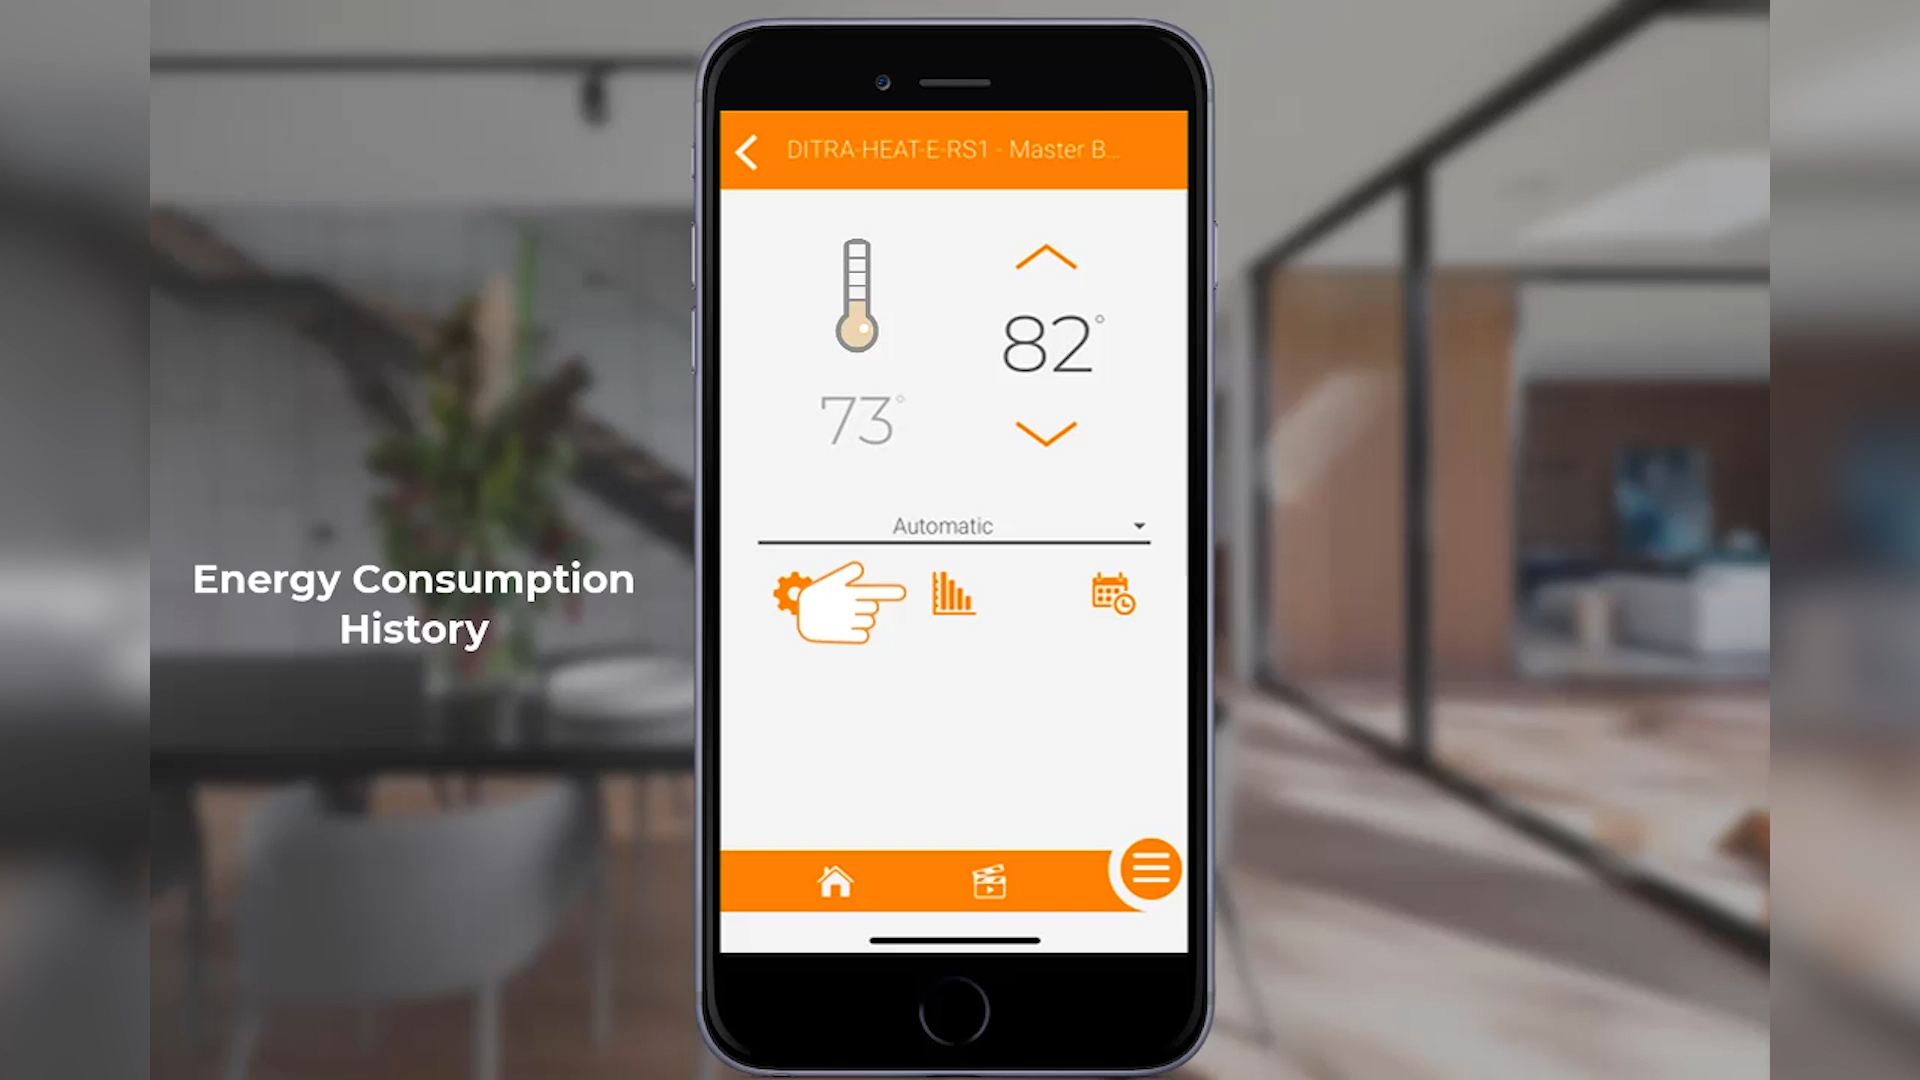 DITRA-HEAT-E-RS1 - Master B...
82°
73°
Automatic
Energy Consumption
History